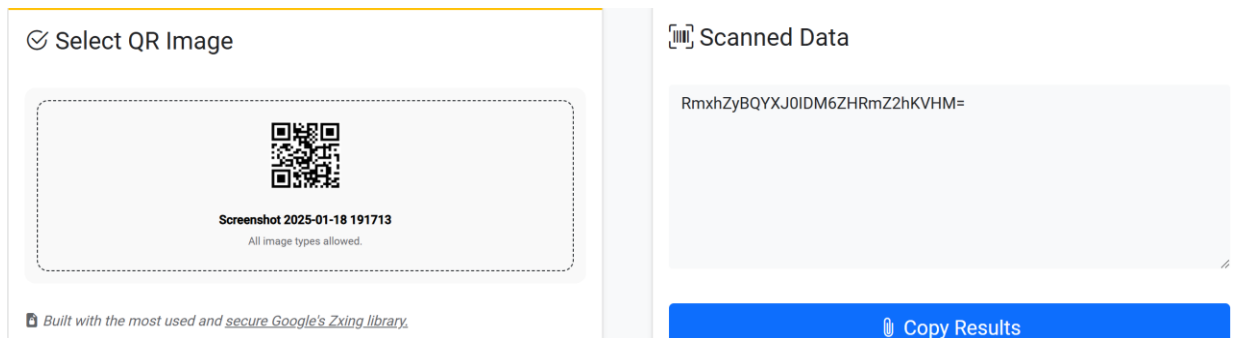 Select QR Image
Screenshot 2025-01-18 191713
All image types allowed.
Built with the most used and secure Google's Zxing library.
Scanned Data
RmxhZyBQYXJ0IDM6ZHRmZ2hKVHM=
Copy Results